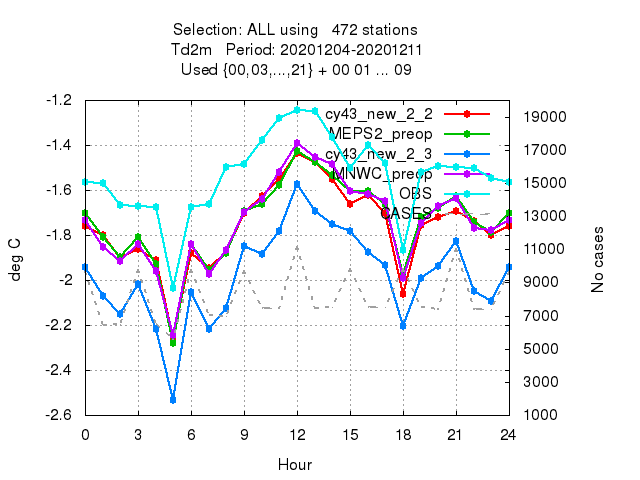 Selection: ALL using   472 stations
Td2m   Period: 20201204-20201211
Used {00,03,...,21} + 00 01 ... 09
cy43_new_2_2
MEPS2_preop
cy43_new_2_3
MNWC_preop
OBS
CASES
-1.2
-1.4
-1.6
-1.8
-2
-2.2
-2.4
-2.6
deg C
19000
17000
15000
13000
11000
9000
7000
5000
3000
1000
No cases
0 3 6 9 12 15 18 21 24
Hour